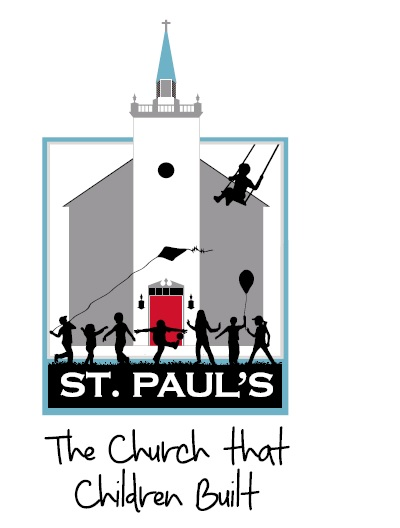 ST. PAUL'S
The Church that
Children Built